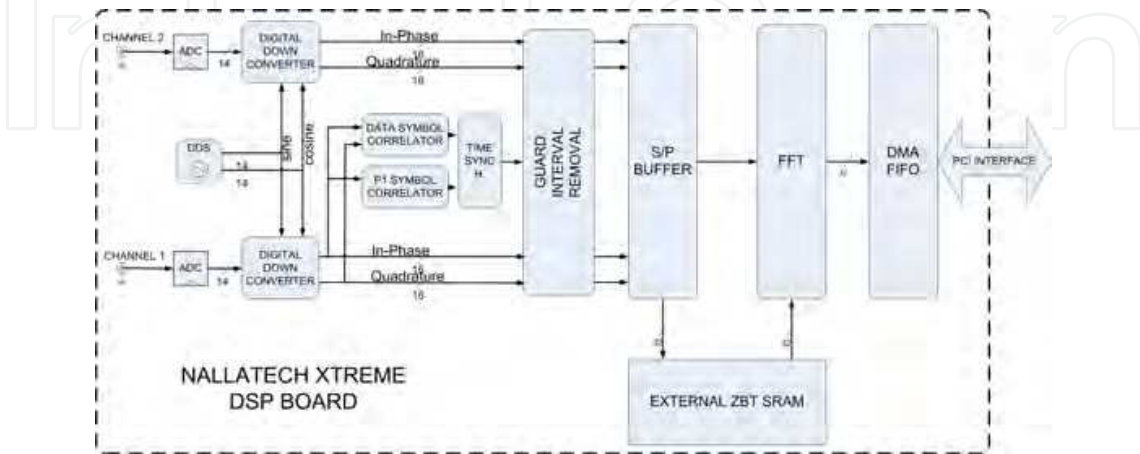 CHANNEL 2
ADC
14
DIGITAL
DOWN
CONVERTER
In-Phase
16
Quadrature
16
DDS
14
14
sine
cosine
DATA SYMBOL
CORRELATOR
P1 SYMBOL
CORRELATOR
TIME
SYNC
H
GUARD
INTERVAL
REMOVAL
S/P
BUFFER
FFT
DMA
FIFO
PCI INTERFACE
CHANNEL 1
ADC
14
DIGITAL
DOWN
CONVERTER
In-Phase
16
Quadrature
16
NALLATECH XTREME
DSP BOARD
EXTERNAL ZBT SRAM